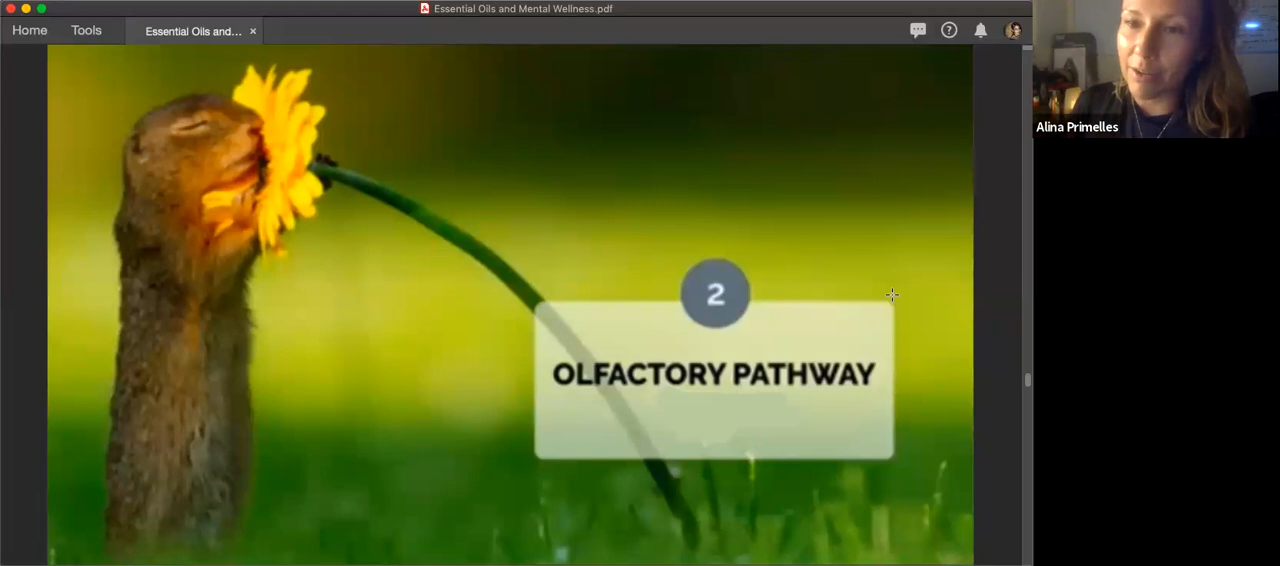 Essential Oils and Mental Wellness.pdf
Home
Tools
Essential Oils and...
Alina Primelles
2
OLFACTORY PATHWAY